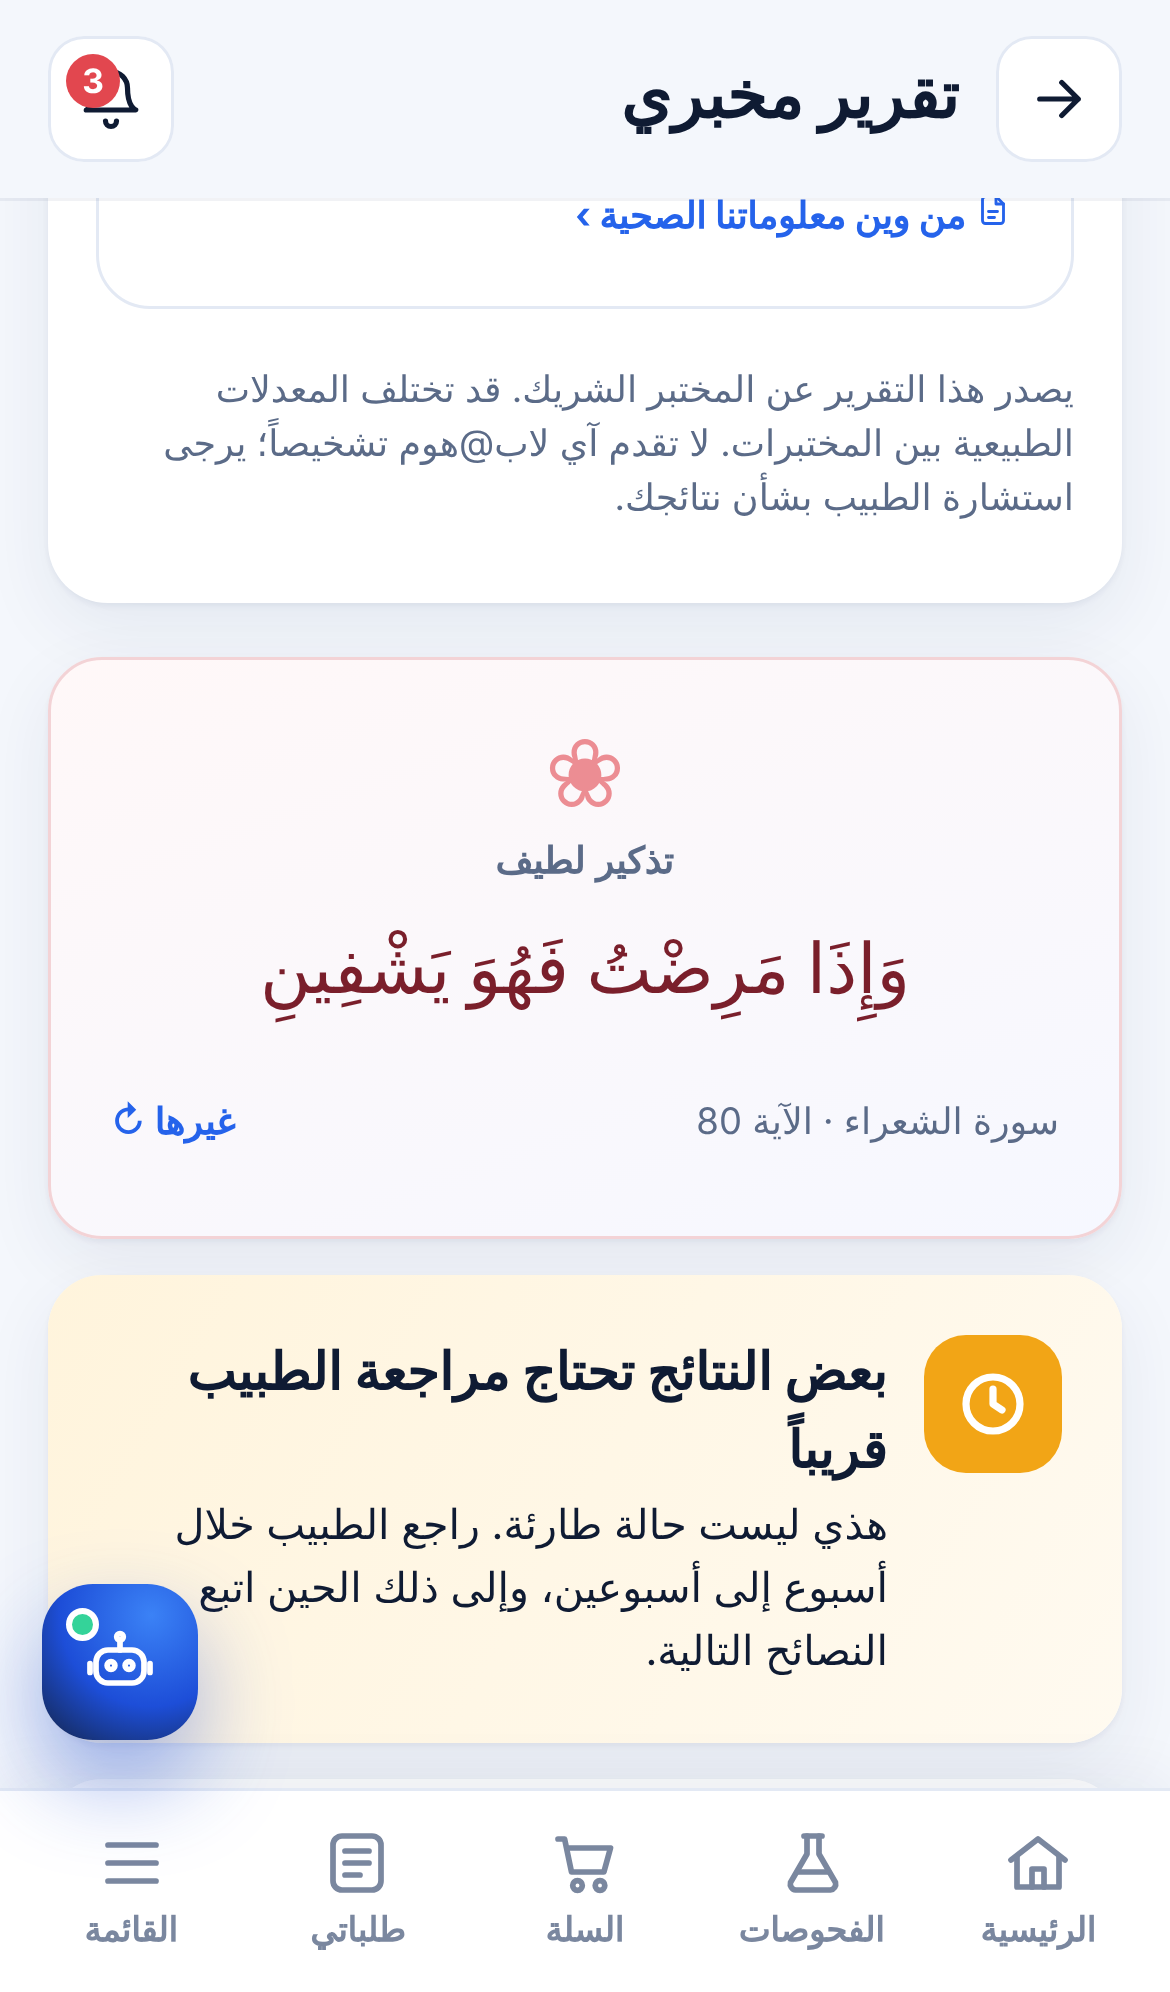 تقرير مخبري
3
من وين معلوماتنا الصحية ›
يصدر هذا التقرير عن المختبر الشريك. قد تختلف المعدلات
الطبيعية بين المختبرات. لا تقدم آي لاب@هوم تشخيصاً؛ يرجى
استشارة الطبيب بشأن نتائجك.
تذكير لطيف
وَإِذَا مَرِضْتُ فَهُوَ يَشْفِينِ
سورة الشعراء · الآية 80
غيرها
بعض النتائج تحتاج مراجعة الطبيب
قريباً
هذي ليست حالة طارئة. راجع الطبيب خلال
أسبوع إلى أسبوعين، وإلى ذلك الحين اتبع
النصائح التالية.
الرئيسية
الفحوصات
السلة
طلباتي
القائمة